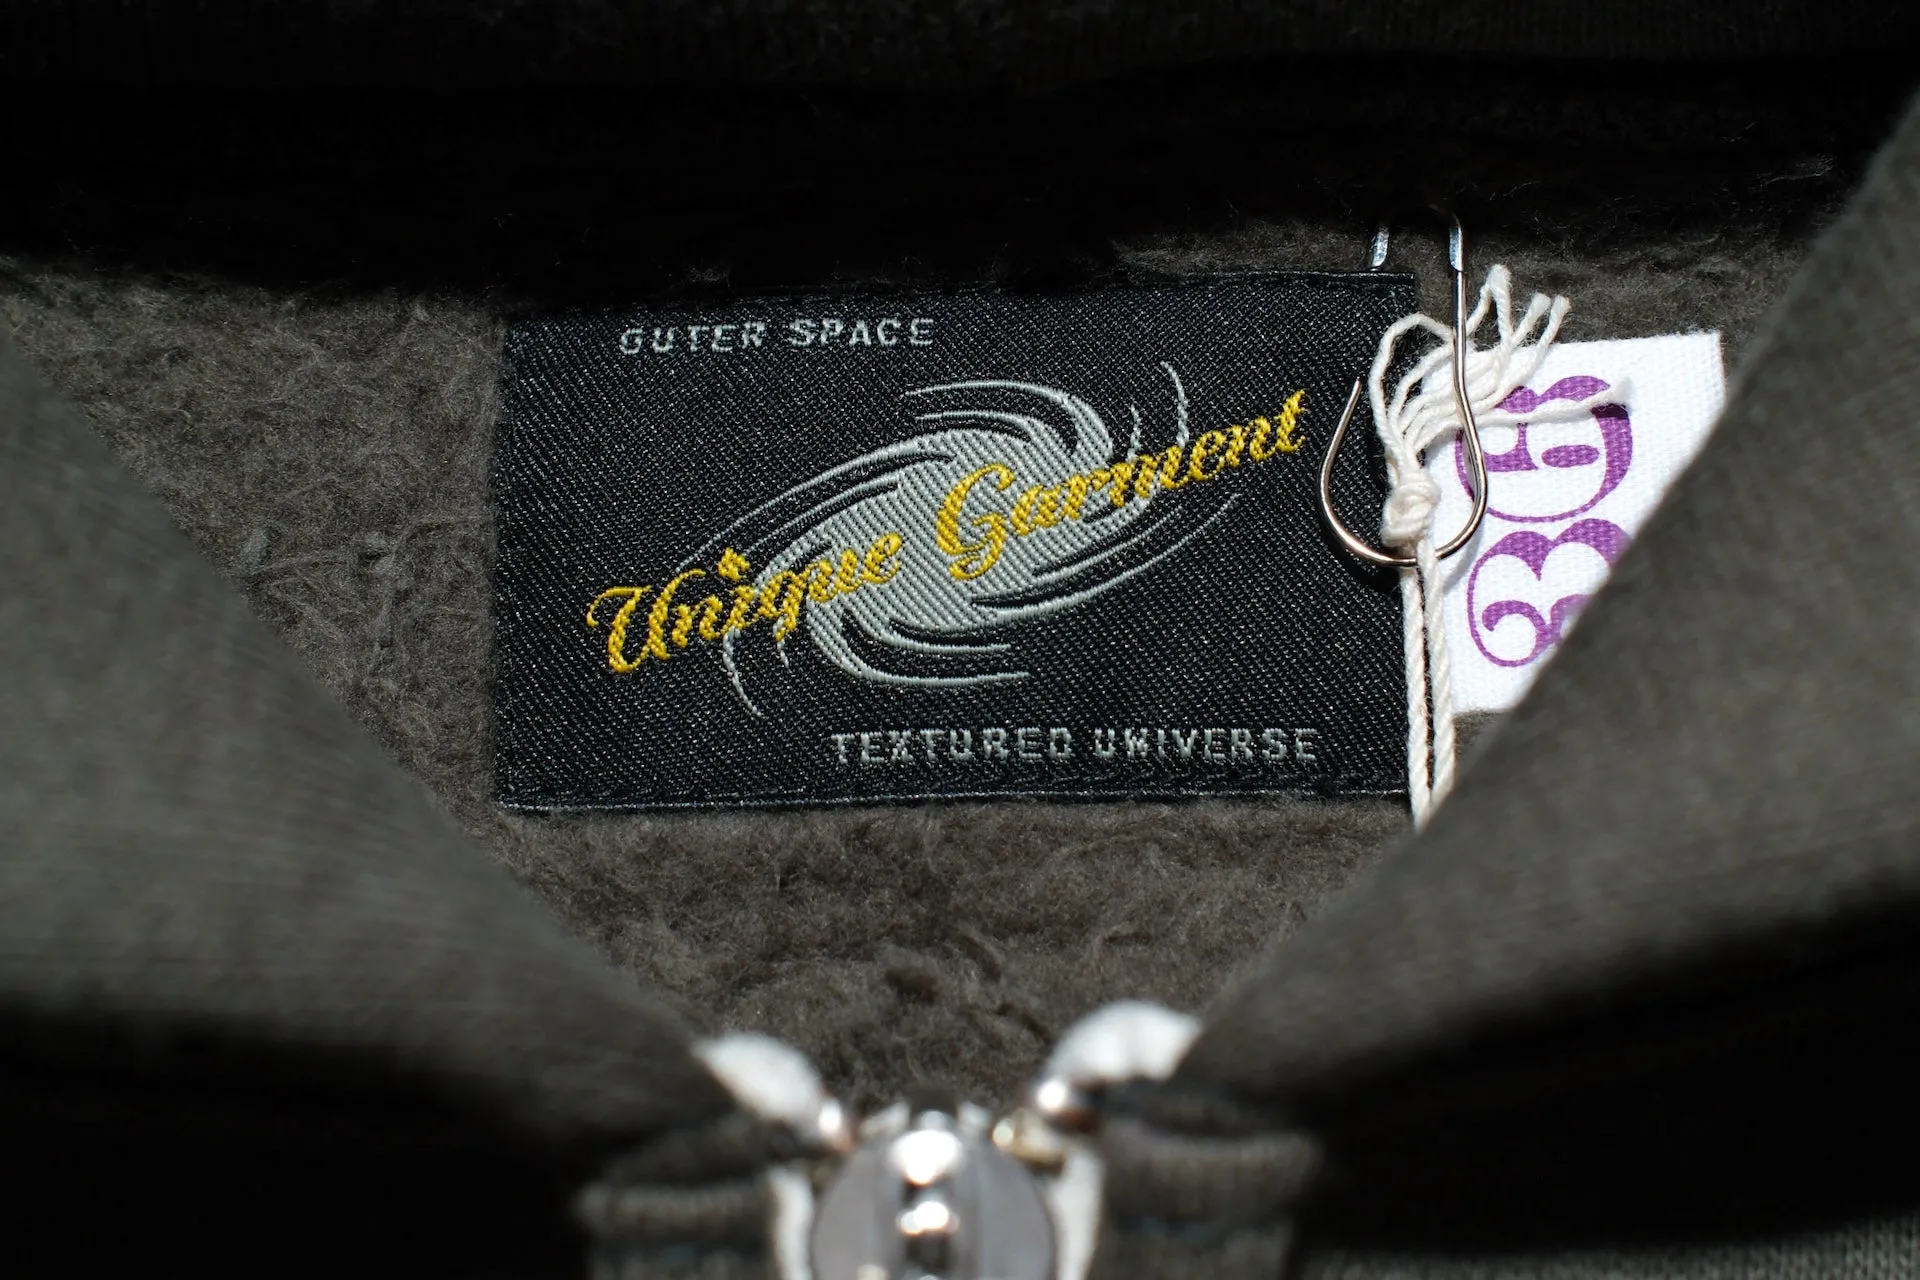 OUTER SPACE
Unique Garment
TEXTURED UNIVERSE